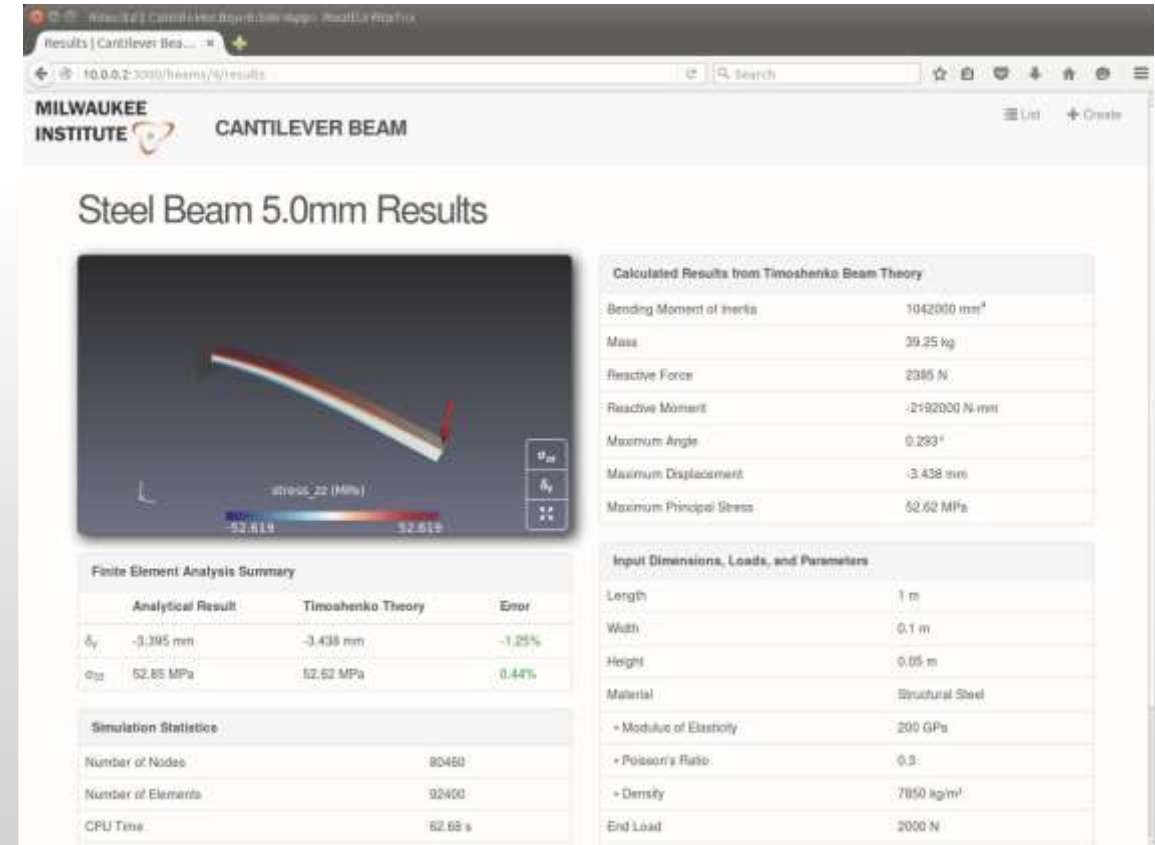 Results | Cantilever Bea...
10.0.0.2:3000/beams/4/results
Search
MILWAUKEE
INSTITUTE
CANTILEVER BEAM
List
Create
Steel Beam 5.0mm Results
σzz
δy
stress_zz (MPa)
-52.619 52.619
Finite Element Analysis Summary
Analytical Result Timoshenko Theory Error
δy -3.395 mm -3.438 mm -1.25%
σzz 52.85 MPa 52.62 MPa 0.44%
Simulation Statistics
Number of Nodes 80460
Number of Elements 92400
CPU Time 62.68 s
Calculated Results from Timoshenko Beam Theory
Bending Moment of Inertia 1042000 mm⁴
Mass 39.25 kg
Reactive Force 2385 N
Reactive Moment -2192000 N-mm
Maximum Angle 0.293°
Maximum Displacement -3.438 mm
Maximum Principal Stress 52.62 MPa
Input Dimensions, Loads, and Parameters
Length 1 m
Width 0.1 m
Height 0.05 m
Material Structural Steel
• Modulus of Elasticity 200 GPa
• Poisson's Ratio 0.3
• Density 7850 kg/m³
End Load 2000 N